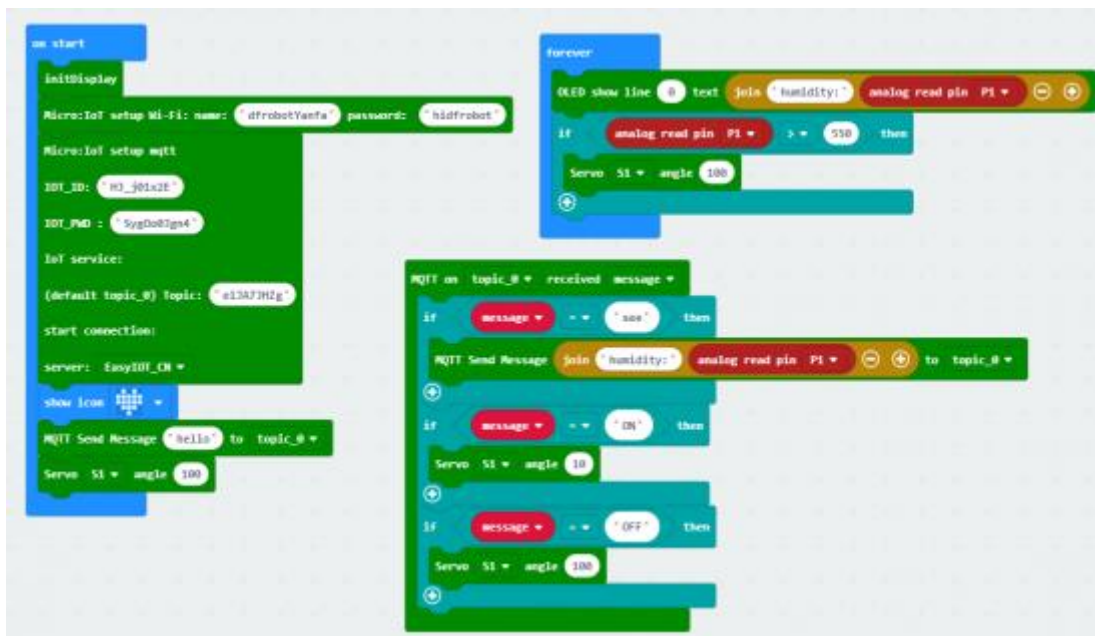 on start
initDisplay
Micro:IoT setup Wi-Fi: name: "dfrobotYanfa" password: "hidfrobot"
Micro:IoT setup mqtt
IOT_ID:
IOT_PWD :
IoT service:
(default topic_0) Topic:
start connection:
server: EasyIOT_CN
show icon
MQTT Send Message "hello" to topic_0
Servo S1 angle 100
forever
OLED show line 0 text join "humidity:" analog read pin P1
if analog read pin P1 > 550 then
Servo S1 angle 100
MQTT on topic_0 received message
if message = then
MQTT Send Message join "humidity:" analog read pin P1 to topic_0
if message = "ON" then
Servo S1 angle 10
if message = "OFF" then
Servo S1 angle 100